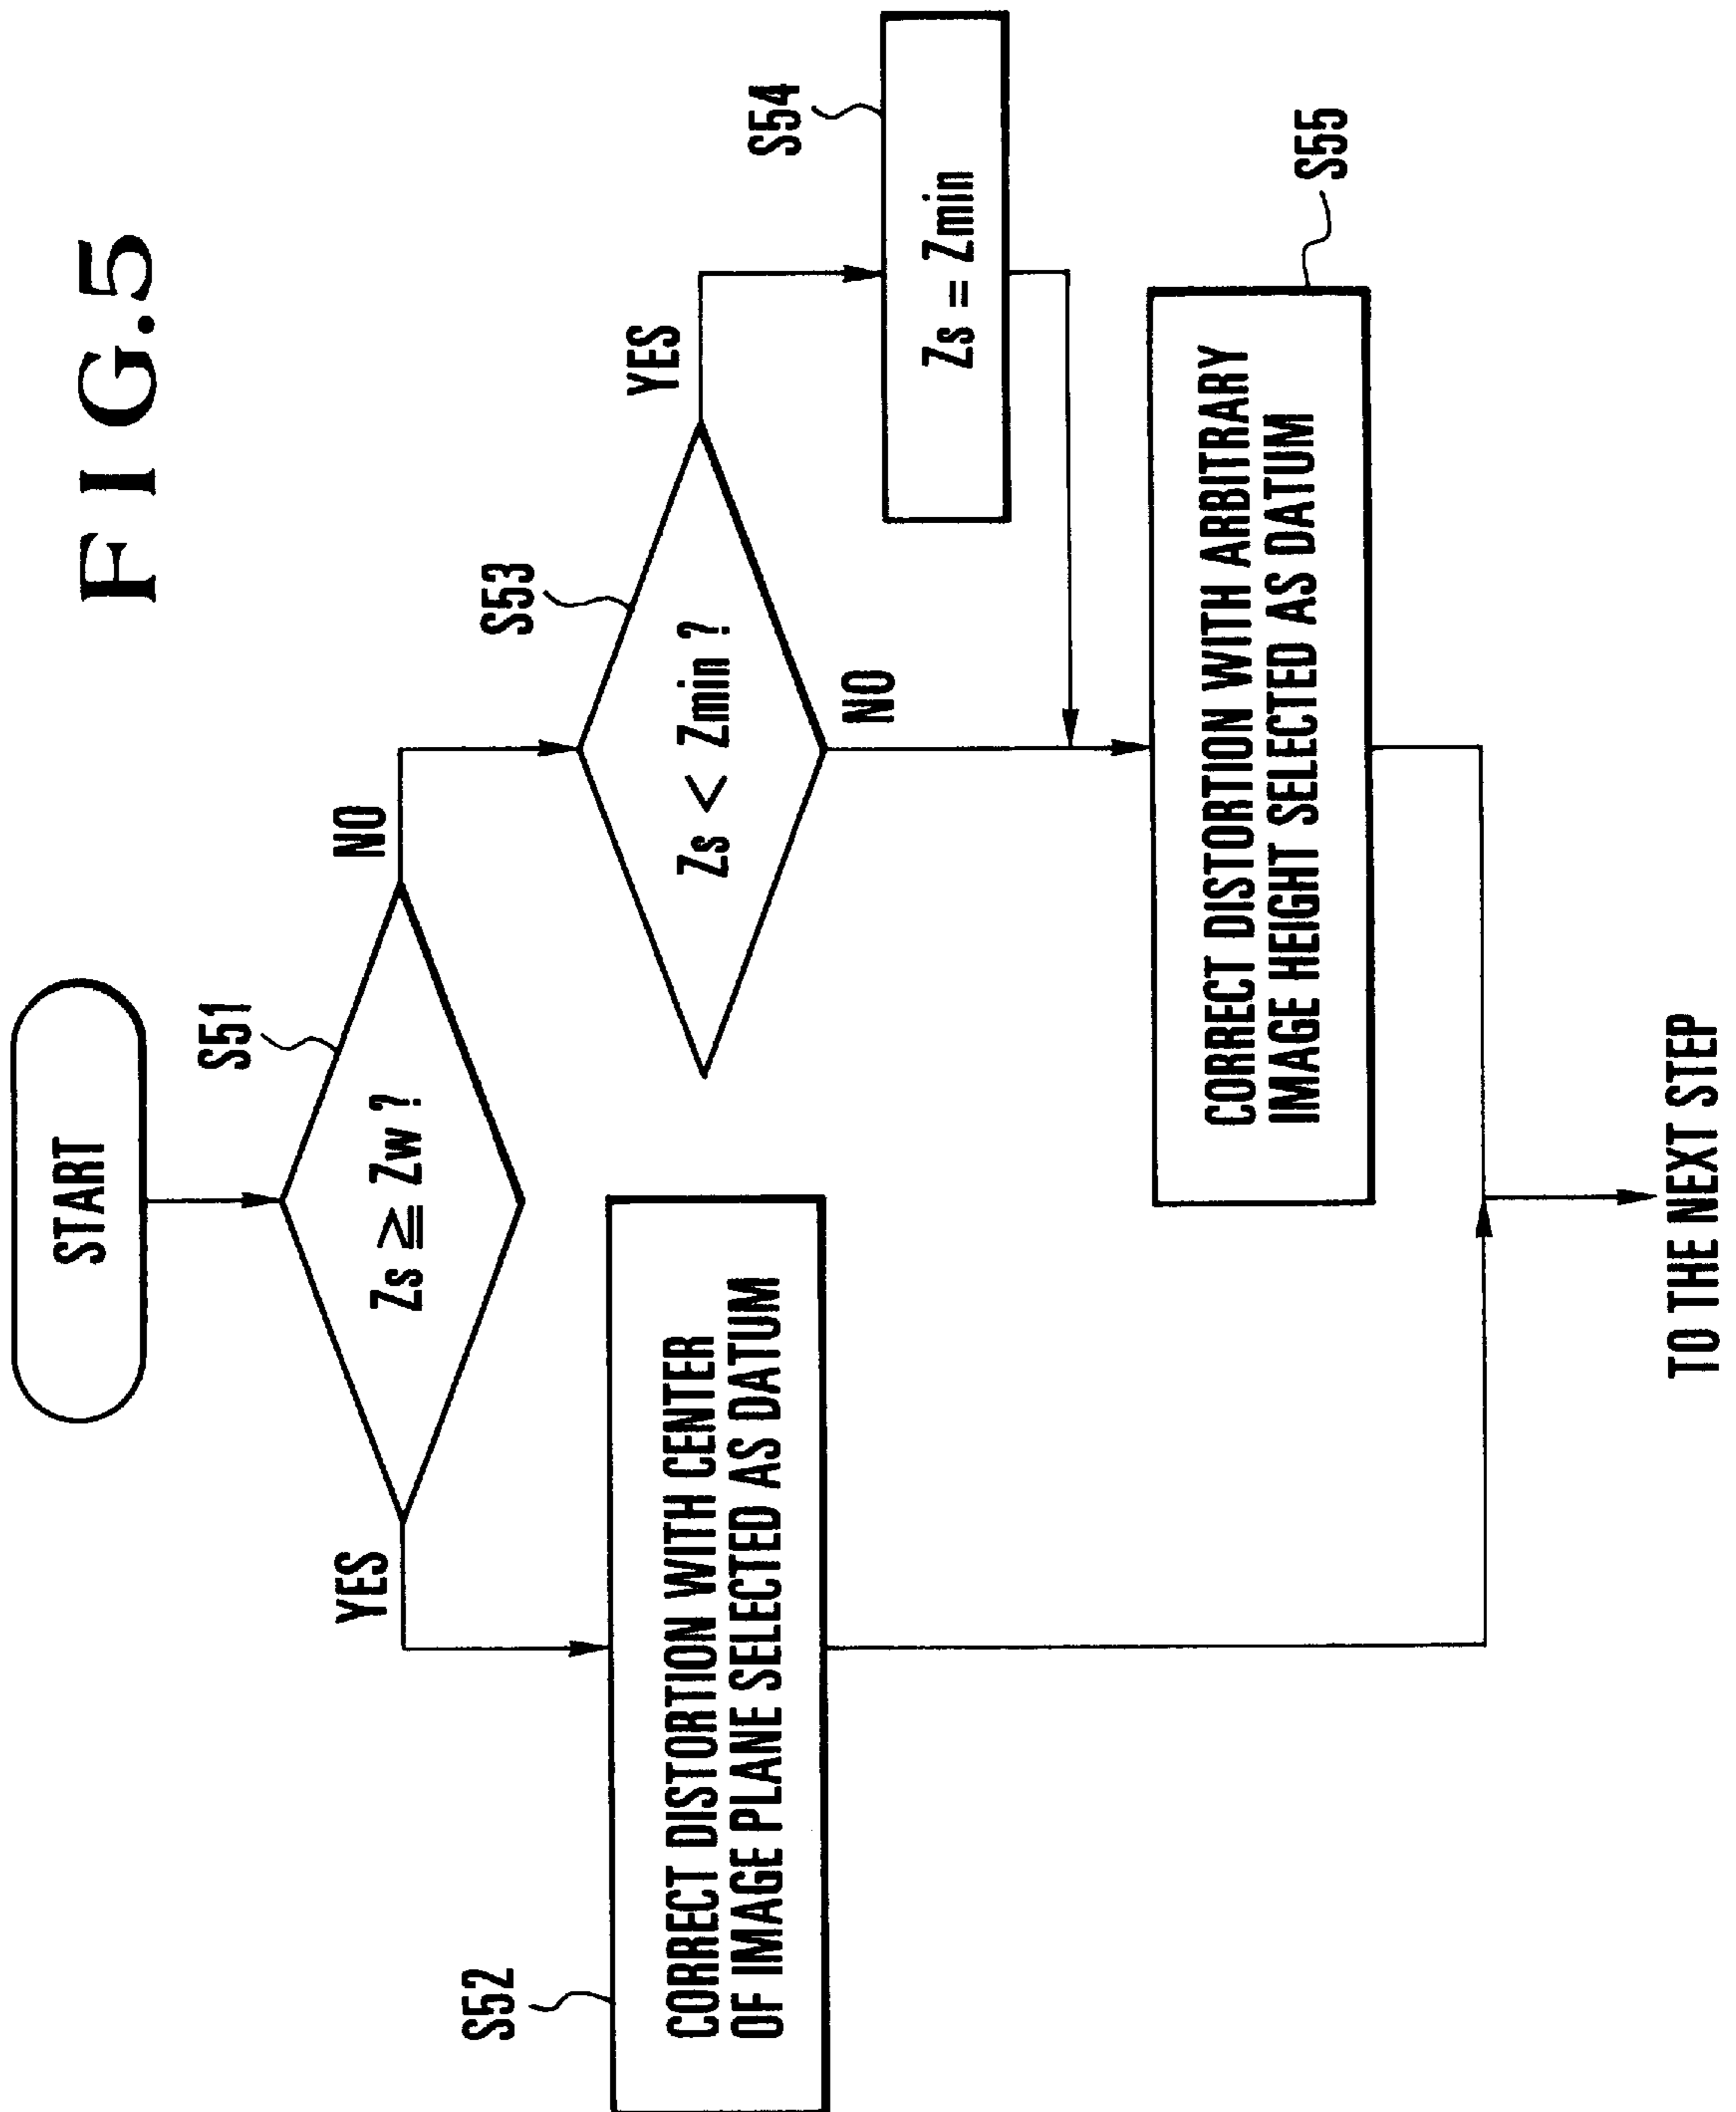 FIG.5
START
S51
Zs ≧ Zw ?
YES
NO
S52
CORRECT DISTORTION WITH CENTER
OF IMAGE PLANE SELECTED AS DATUM
S53
Zs < Zmin ?
YES
NO
S54
Zs = Zmin
S55
CORRECT DISTORTION WITH ARBITRARY
IMAGE HEIGHT SELECTED AS DATUM
TO THE NEXT STEP